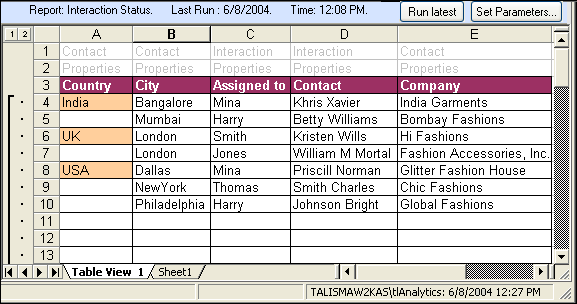 Report: Interaction Status. Last Run : 6/8/2004. Time: 12:08 PM. Run latest Set Parameters...
1 2 A B C D E
1 Contact Contact Interaction Interaction Contact
2 Properties Properties Properties Properties Properties
3 Country City Assigned to Contact Company
4 India Bangalore Mina Khris Xavier India Garments
5 Mumbai Harry Betty Williams Bombay Fashions
6 UK London Smith Kristen Wills Hi Fashions
7 London Jones William M Mortal Fashion Accessories, Inc.
8 USA Dallas Mina Priscill Norman Glitter Fashion House
9 NewYork Thomas Smith Charles Chic Fashions
10 Philadelphia Harry Johnson Bright Global Fashions
11
12
13
Table View 1 Sheet1
TALISMAW2KAS\tlAnalytics: 6/8/2004 12:27 PM